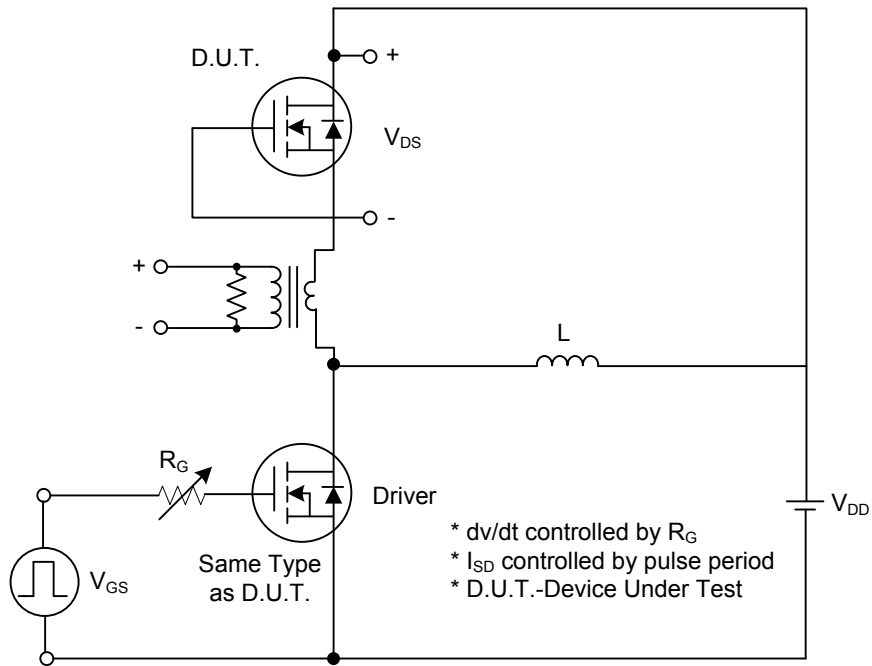 D.U.T.
+
V_DS
-
+
-
L
R_G
Driver
V_DD
* dv/dt controlled by R_G
* I_SD controlled by pulse period
* D.U.T.-Device Under Test
Same Type
as D.U.T.
V_GS